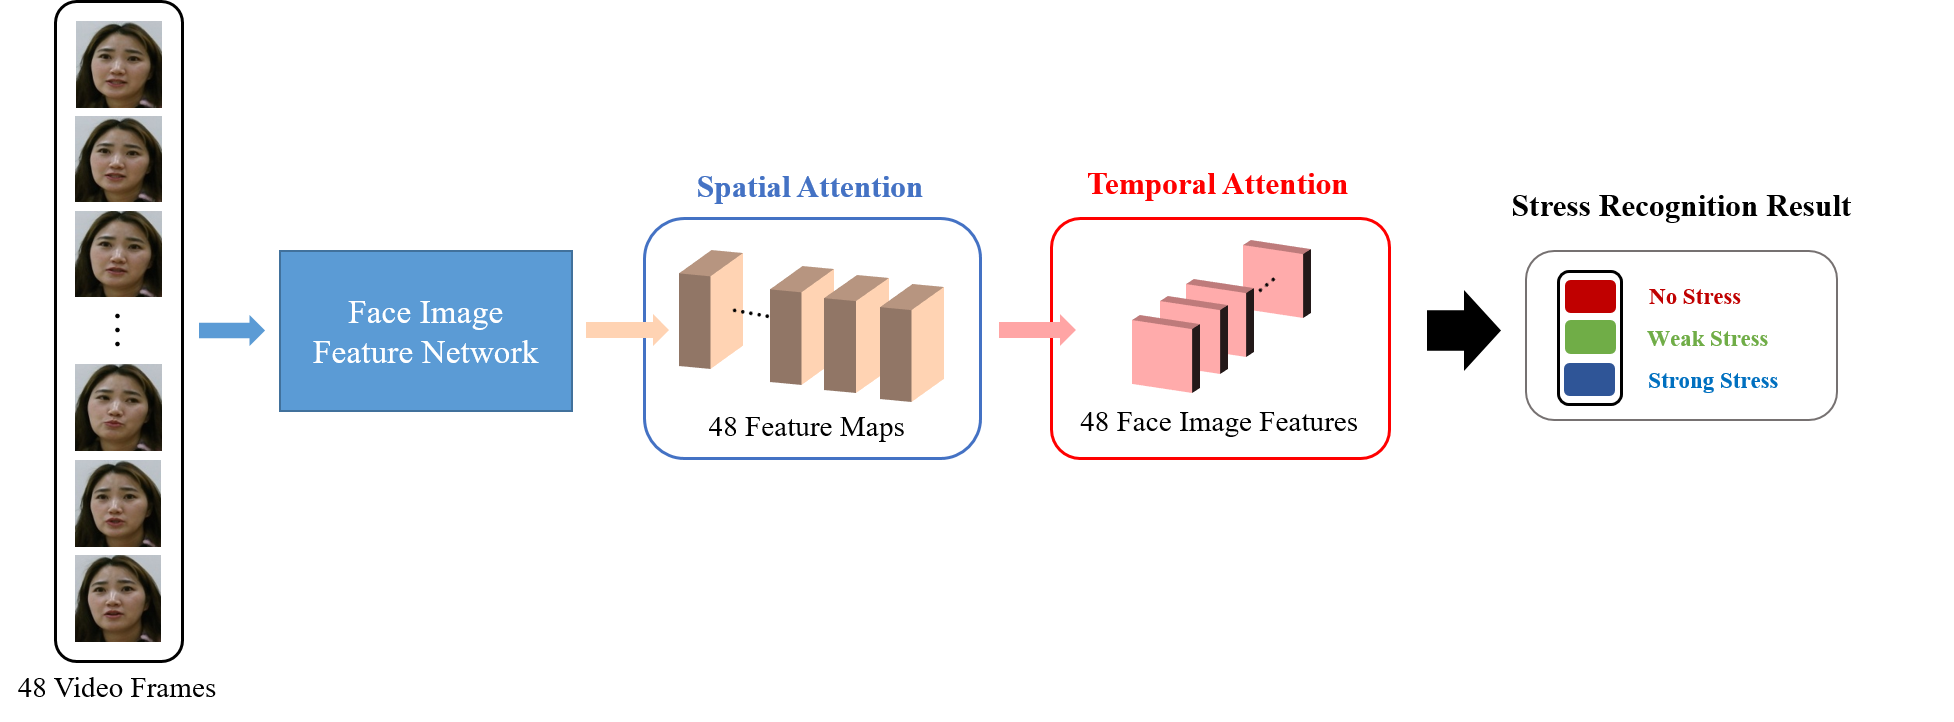 48 Video Frames
Face Image
Feature Network
Spatial Attention
48 Feature Maps
Temporal Attention
48 Face Image Features
Stress Recognition Result
No Stress
Weak Stress
Strong Stress